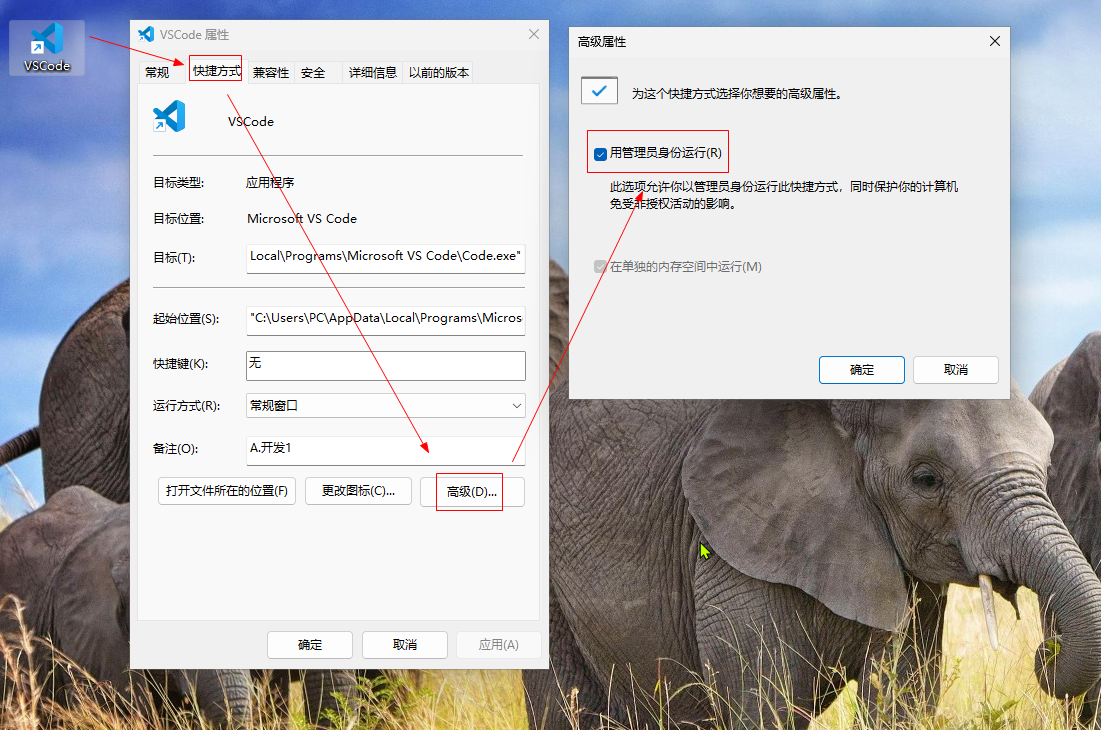 VSCode
VSCode 属性
常规 快捷方式 兼容性 安全 详细信息 以前的版本
VSCode
目标类型: 应用程序
目标位置: Microsoft VS Code
目标(T): Local\Programs\Microsoft VS Code\Code.exe"
起始位置(S): "C:\Users\PC\AppData\Local\Programs\Micros
快捷键(K): 无
运行方式(R): 常规窗口
备注(O): A.开发1
打开文件所在的位置(F) 更改图标(C)... 高级(D)...
确定 取消 应用(A)
高级属性
为这个快捷方式选择你想要的高级属性。
用管理员身份运行(R)
此选项允许你以管理员身份运行此快捷方式，同时保护你的计算机
免受非授权活动的影响。
在单独的内存空间中运行(M)
确定 取消